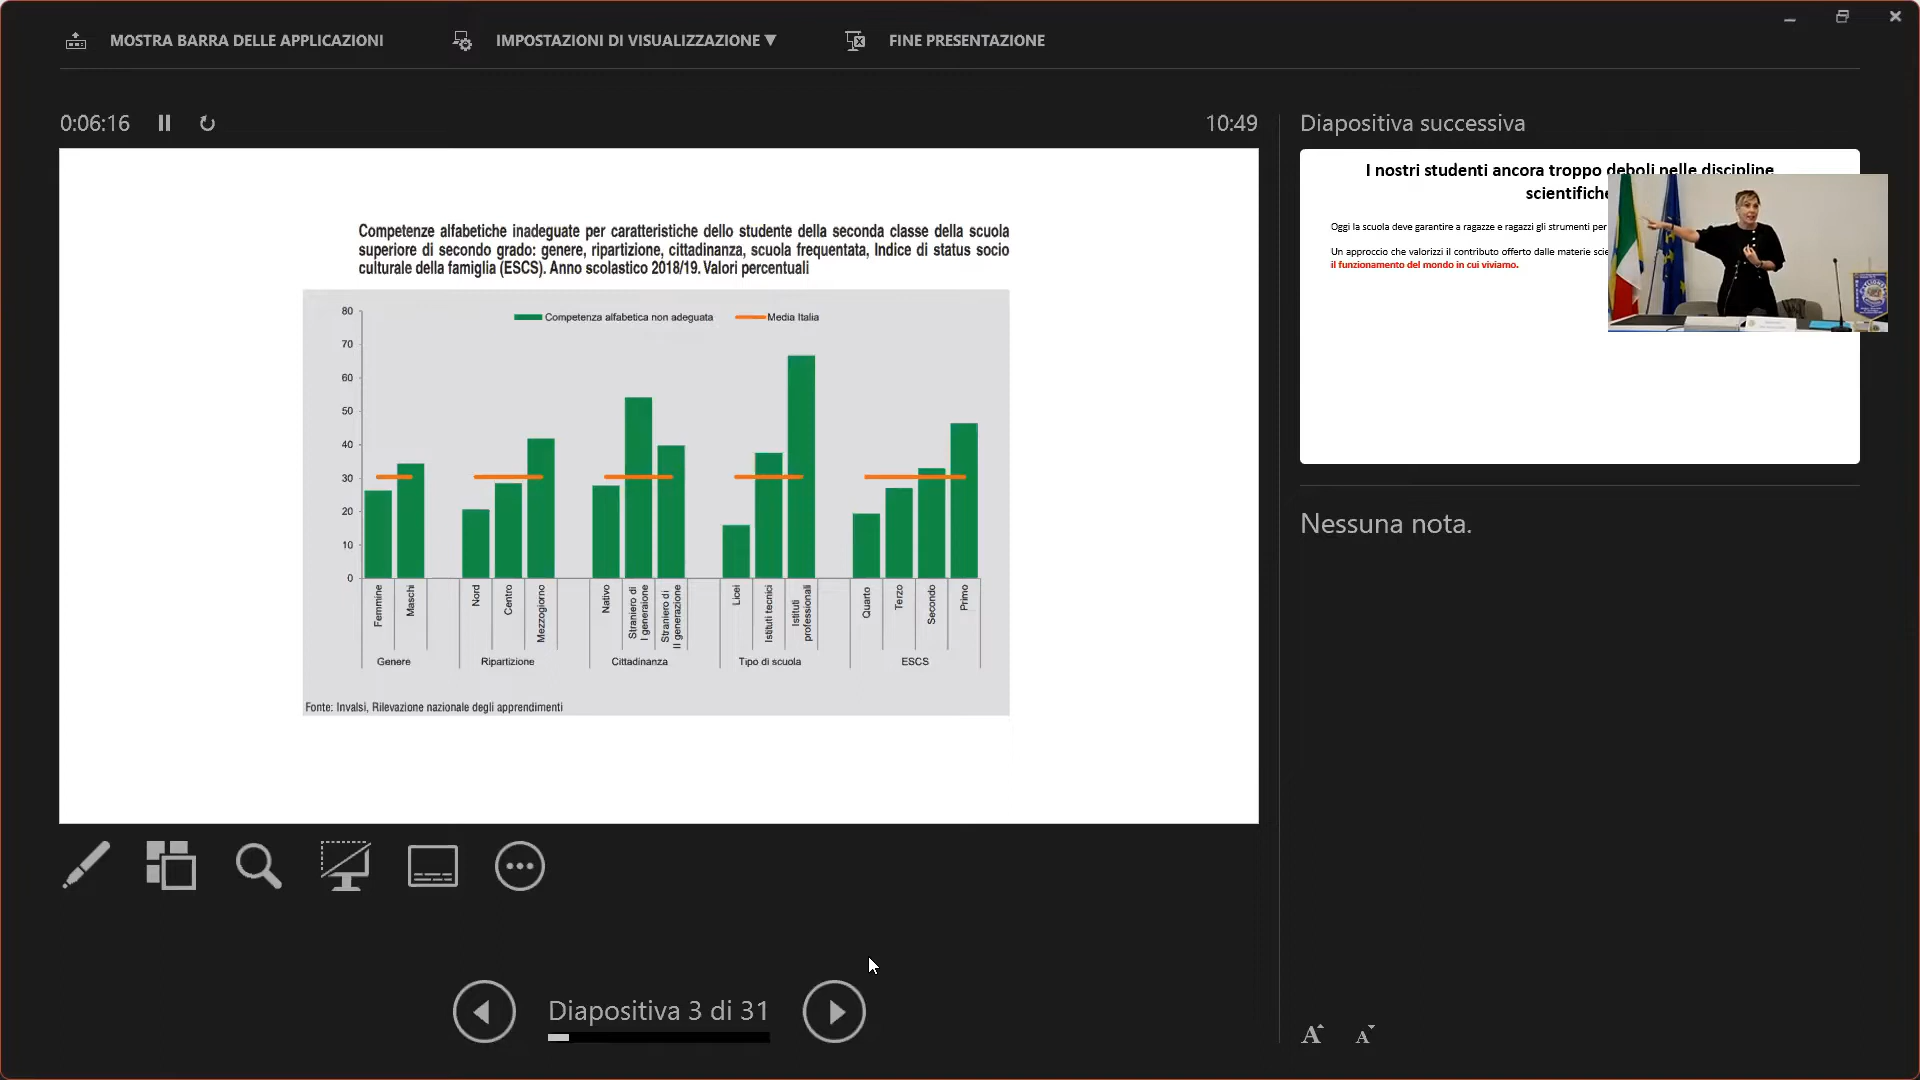 MOSTRA BARRA DELLE APPLICAZIONI
IMPOSTAZIONI DI VISUALIZZAZIONE ▼
FINE PRESENTAZIONE
0:06:16
10:49
Diapositiva successiva
Competenze alfabetiche inadeguate per caratteristiche dello studente della seconda classe della scuola
superiore di secondo grado: genere, ripartizione, cittadinanza, scuola frequentata, Indice di status socio
culturale della famiglia (ESCS). Anno scolastico 2018/19. Valori percentuali
Competenza alfabetica non adeguata
Media Italia
80
70
60
50
40
30
20
10
0
Femmine
Maschi
Nord
Centro
Mezzogiorno
Nativo
Straniero di
I generaione
Straniero di
II generazione
Licei
Istituti tecnici
Istituti
professionali
Quarto
Terzo
Secondo
Primo
Genere
Ripartizione
Cittadinanza
Tipo di scuola
ESCS
Fonte: Invalsi, Rilevazione nazionale degli apprendimenti
I nostri studenti ancora troppo deboli nelle discipline
scientifiche
Oggi la scuola deve garantire a ragazze e ragazzi gli strumenti per
Un approccio che valorizzi il contributo offerto dalle materie
il funzionamento del mondo in cui viviamo.
Nessuna nota.
Diapositiva 3 di 31
A A